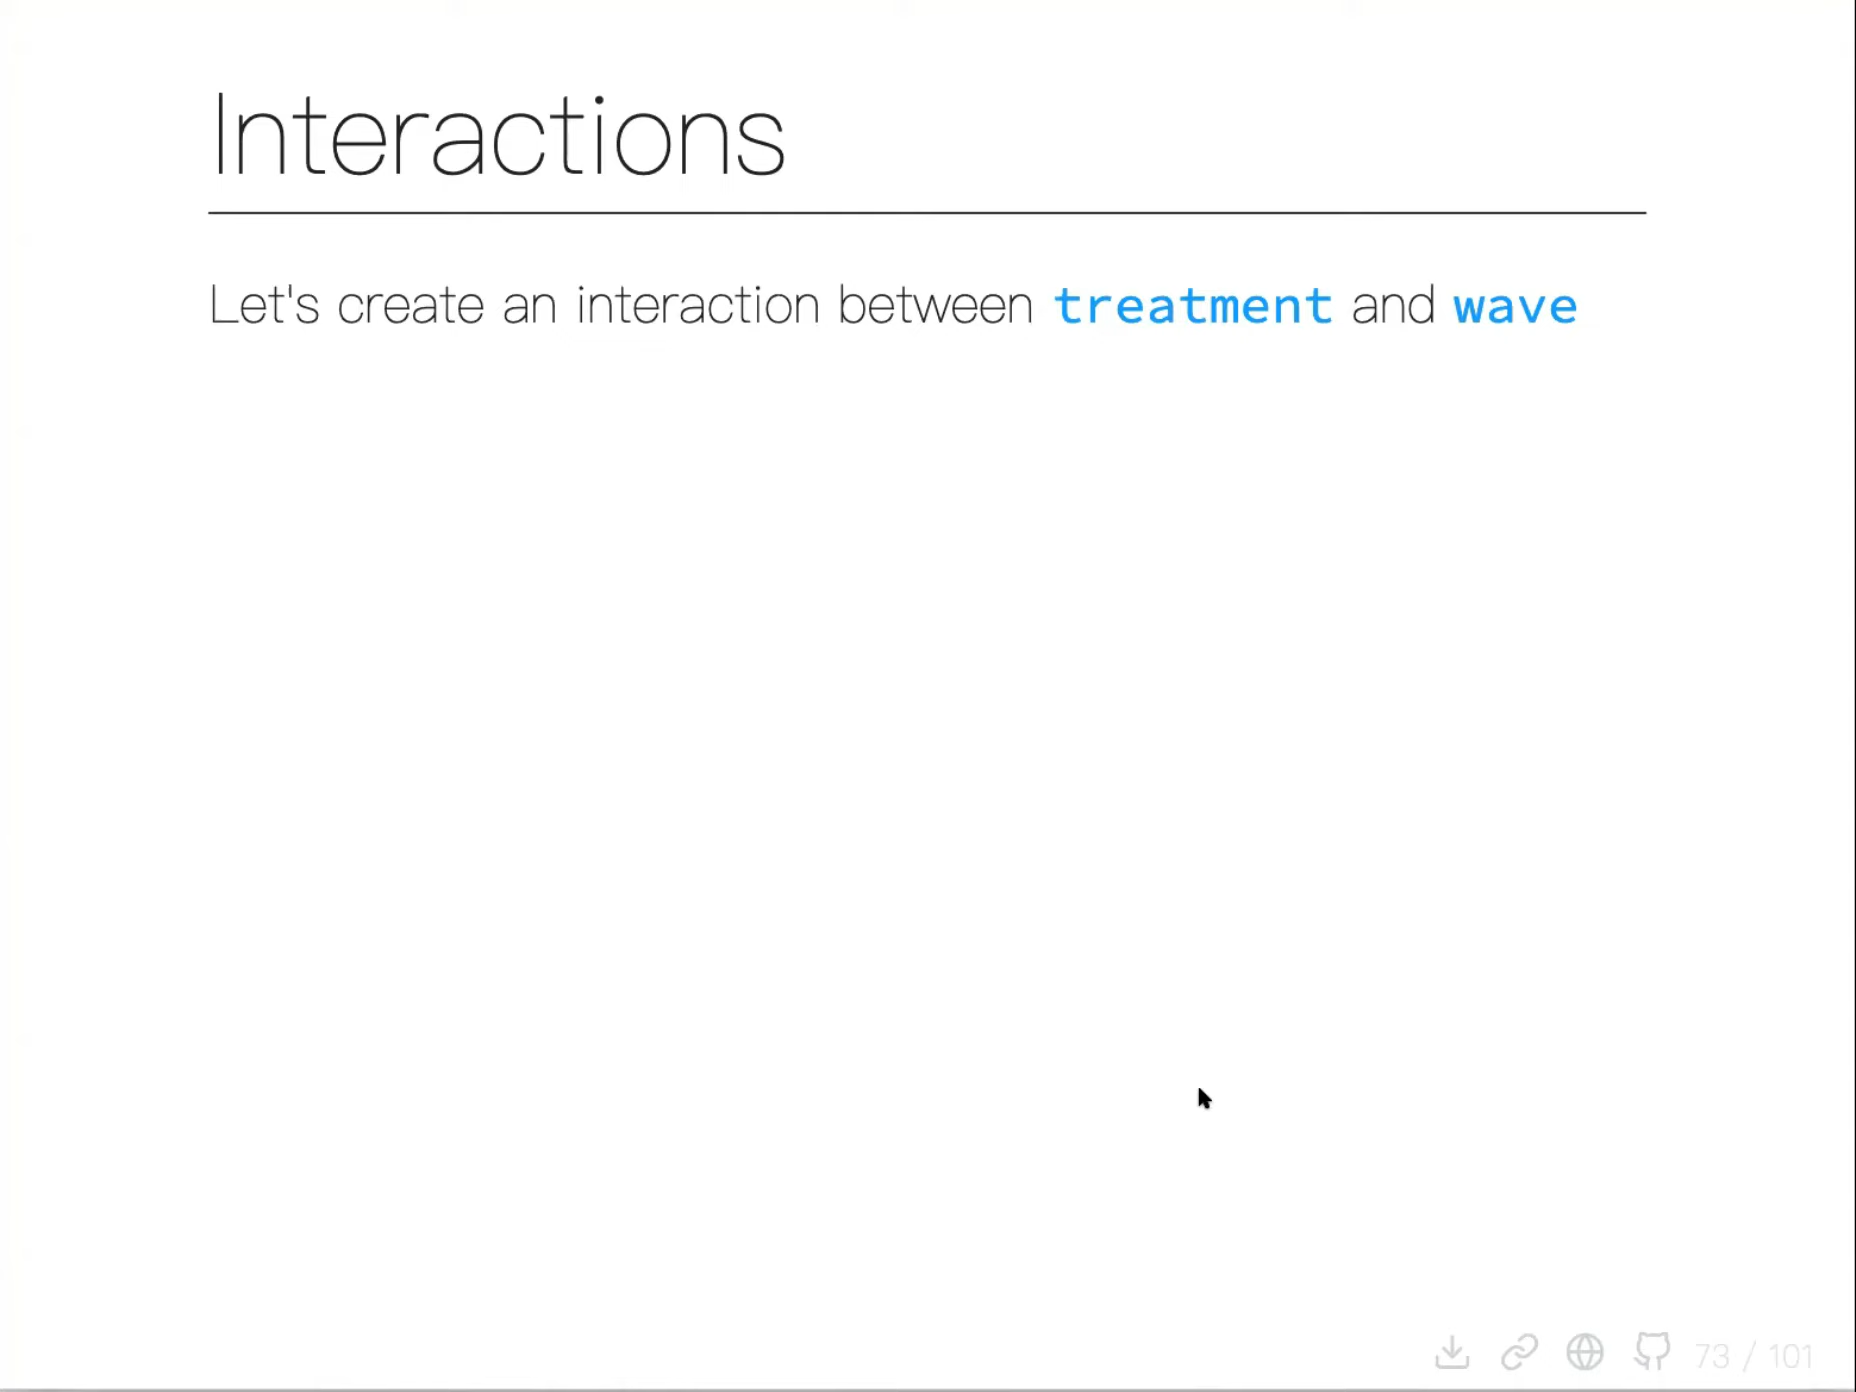 Interactions
Let's create an interaction between treatment and wave
73 / 101